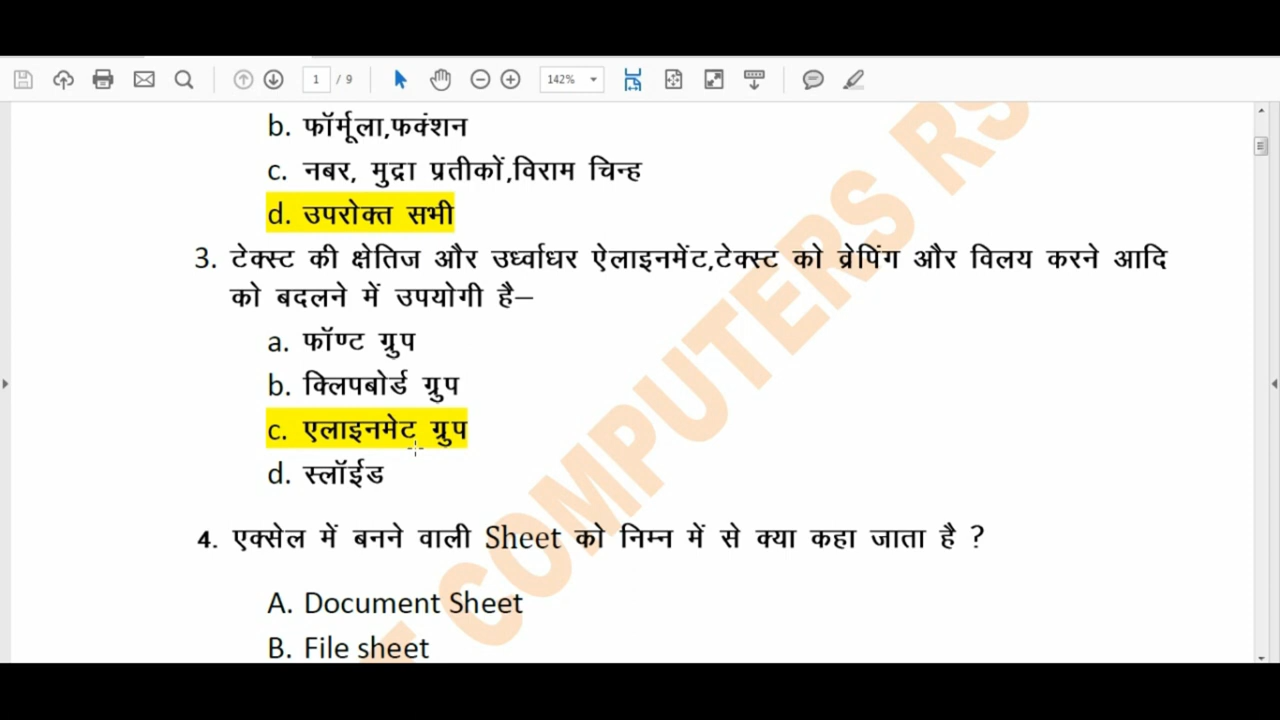 1 / 9 142%
b. फॉर्मूला,फक्ंशन
c. नबर, मुद्रा प्रतीकों,विराम चिन्ह
d. उपरोक्त सभी
3. टेक्स्ट की क्षेतिज और उर्ध्वाधर ऐलाइनमेंट,टेक्स्ट को व्रेपिंग और विलय करने आदि
को बदलने में उपयोगी है–
a. फॉण्ट ग्रुप
b. क्लिपबोर्ड ग्रुप
c. एलाइनमेट ग्रुप
d. स्लॉईड
4. एक्सेल में बनने वाली Sheet को निम्न में से क्या कहा जाता है ?
A. Document Sheet
B. File sheet
COMPUTERS RS